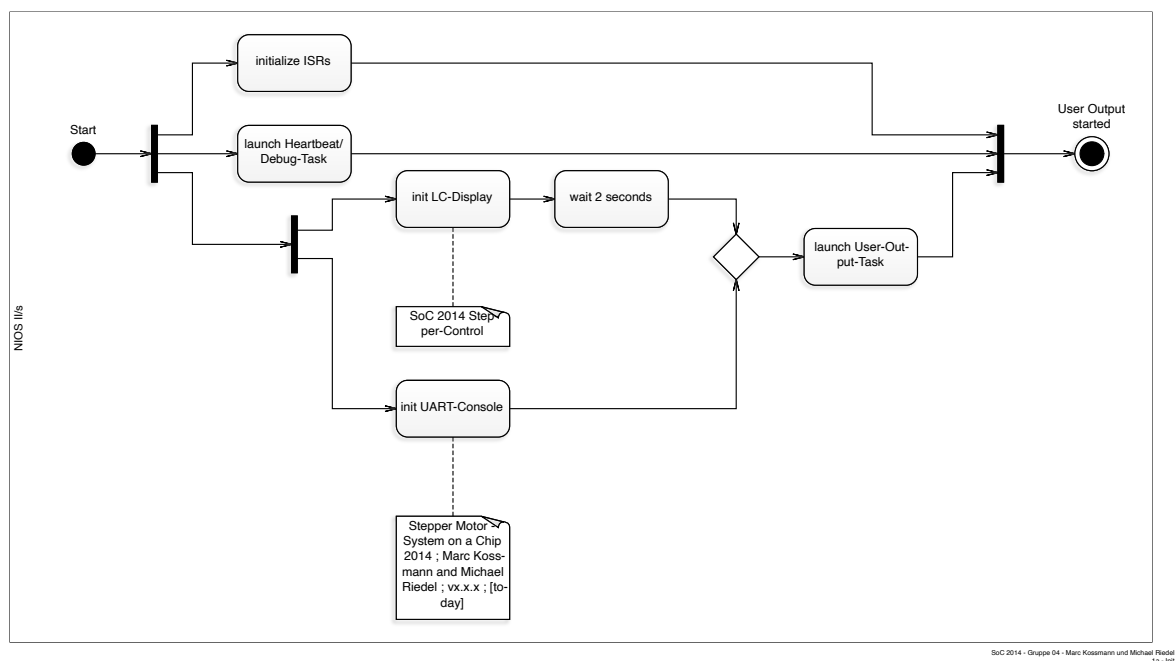 initialize ISRs
Start
launch Heartbeat/
Debug-Task
User Output
started
init LC-Display
wait 2 seconds
launch User-Out-
put-Task
SoC 2014 Step-
per-Control
NIOS II/s
init UART-Console
Stepper Motor -
System on a Chip
2014 ; Marc Koss-
mann and Michael
Riedel ; vx.x.x ; [to-
day]
SoC 2014 - Gruppe 04 - Marc Kossmann und Michael Riedel
1a - Init